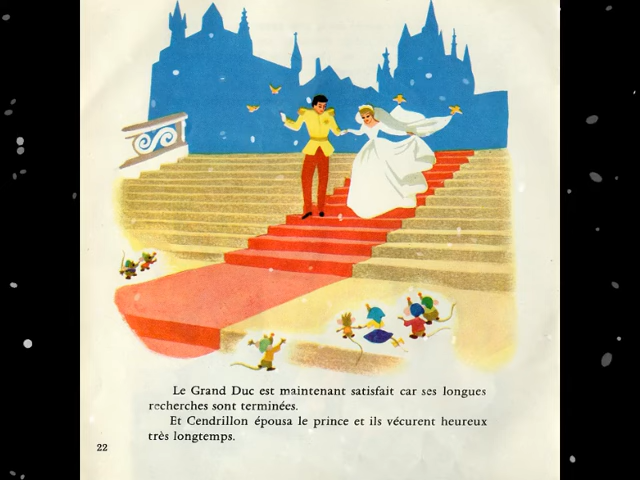 Le Grand Duc est maintenant satisfait car ses longues
recherches sont terminées.
Et Cendrillon épousa le prince et ils vécurent heureux
très longtemps.
22